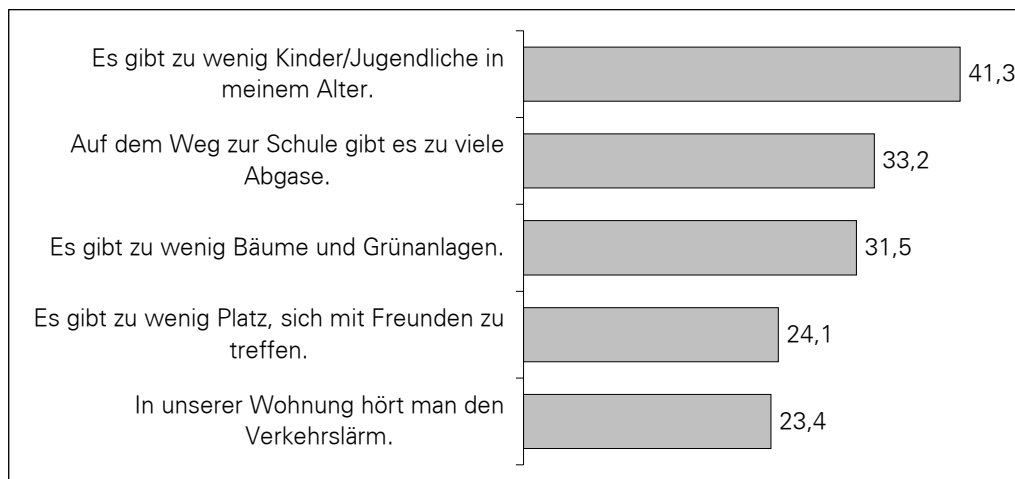 Es gibt zu wenig Kinder/Jugendliche in
meinem Alter.
41,3
Auf dem Weg zur Schule gibt es zu viele
Abgase.
33,2
Es gibt zu wenig Bäume und Grünanlagen.
31,5
Es gibt zu wenig Platz, sich mit Freunden zu
treffen.
24,1
In unserer Wohnung hört man den
Verkehrslärm.
23,4